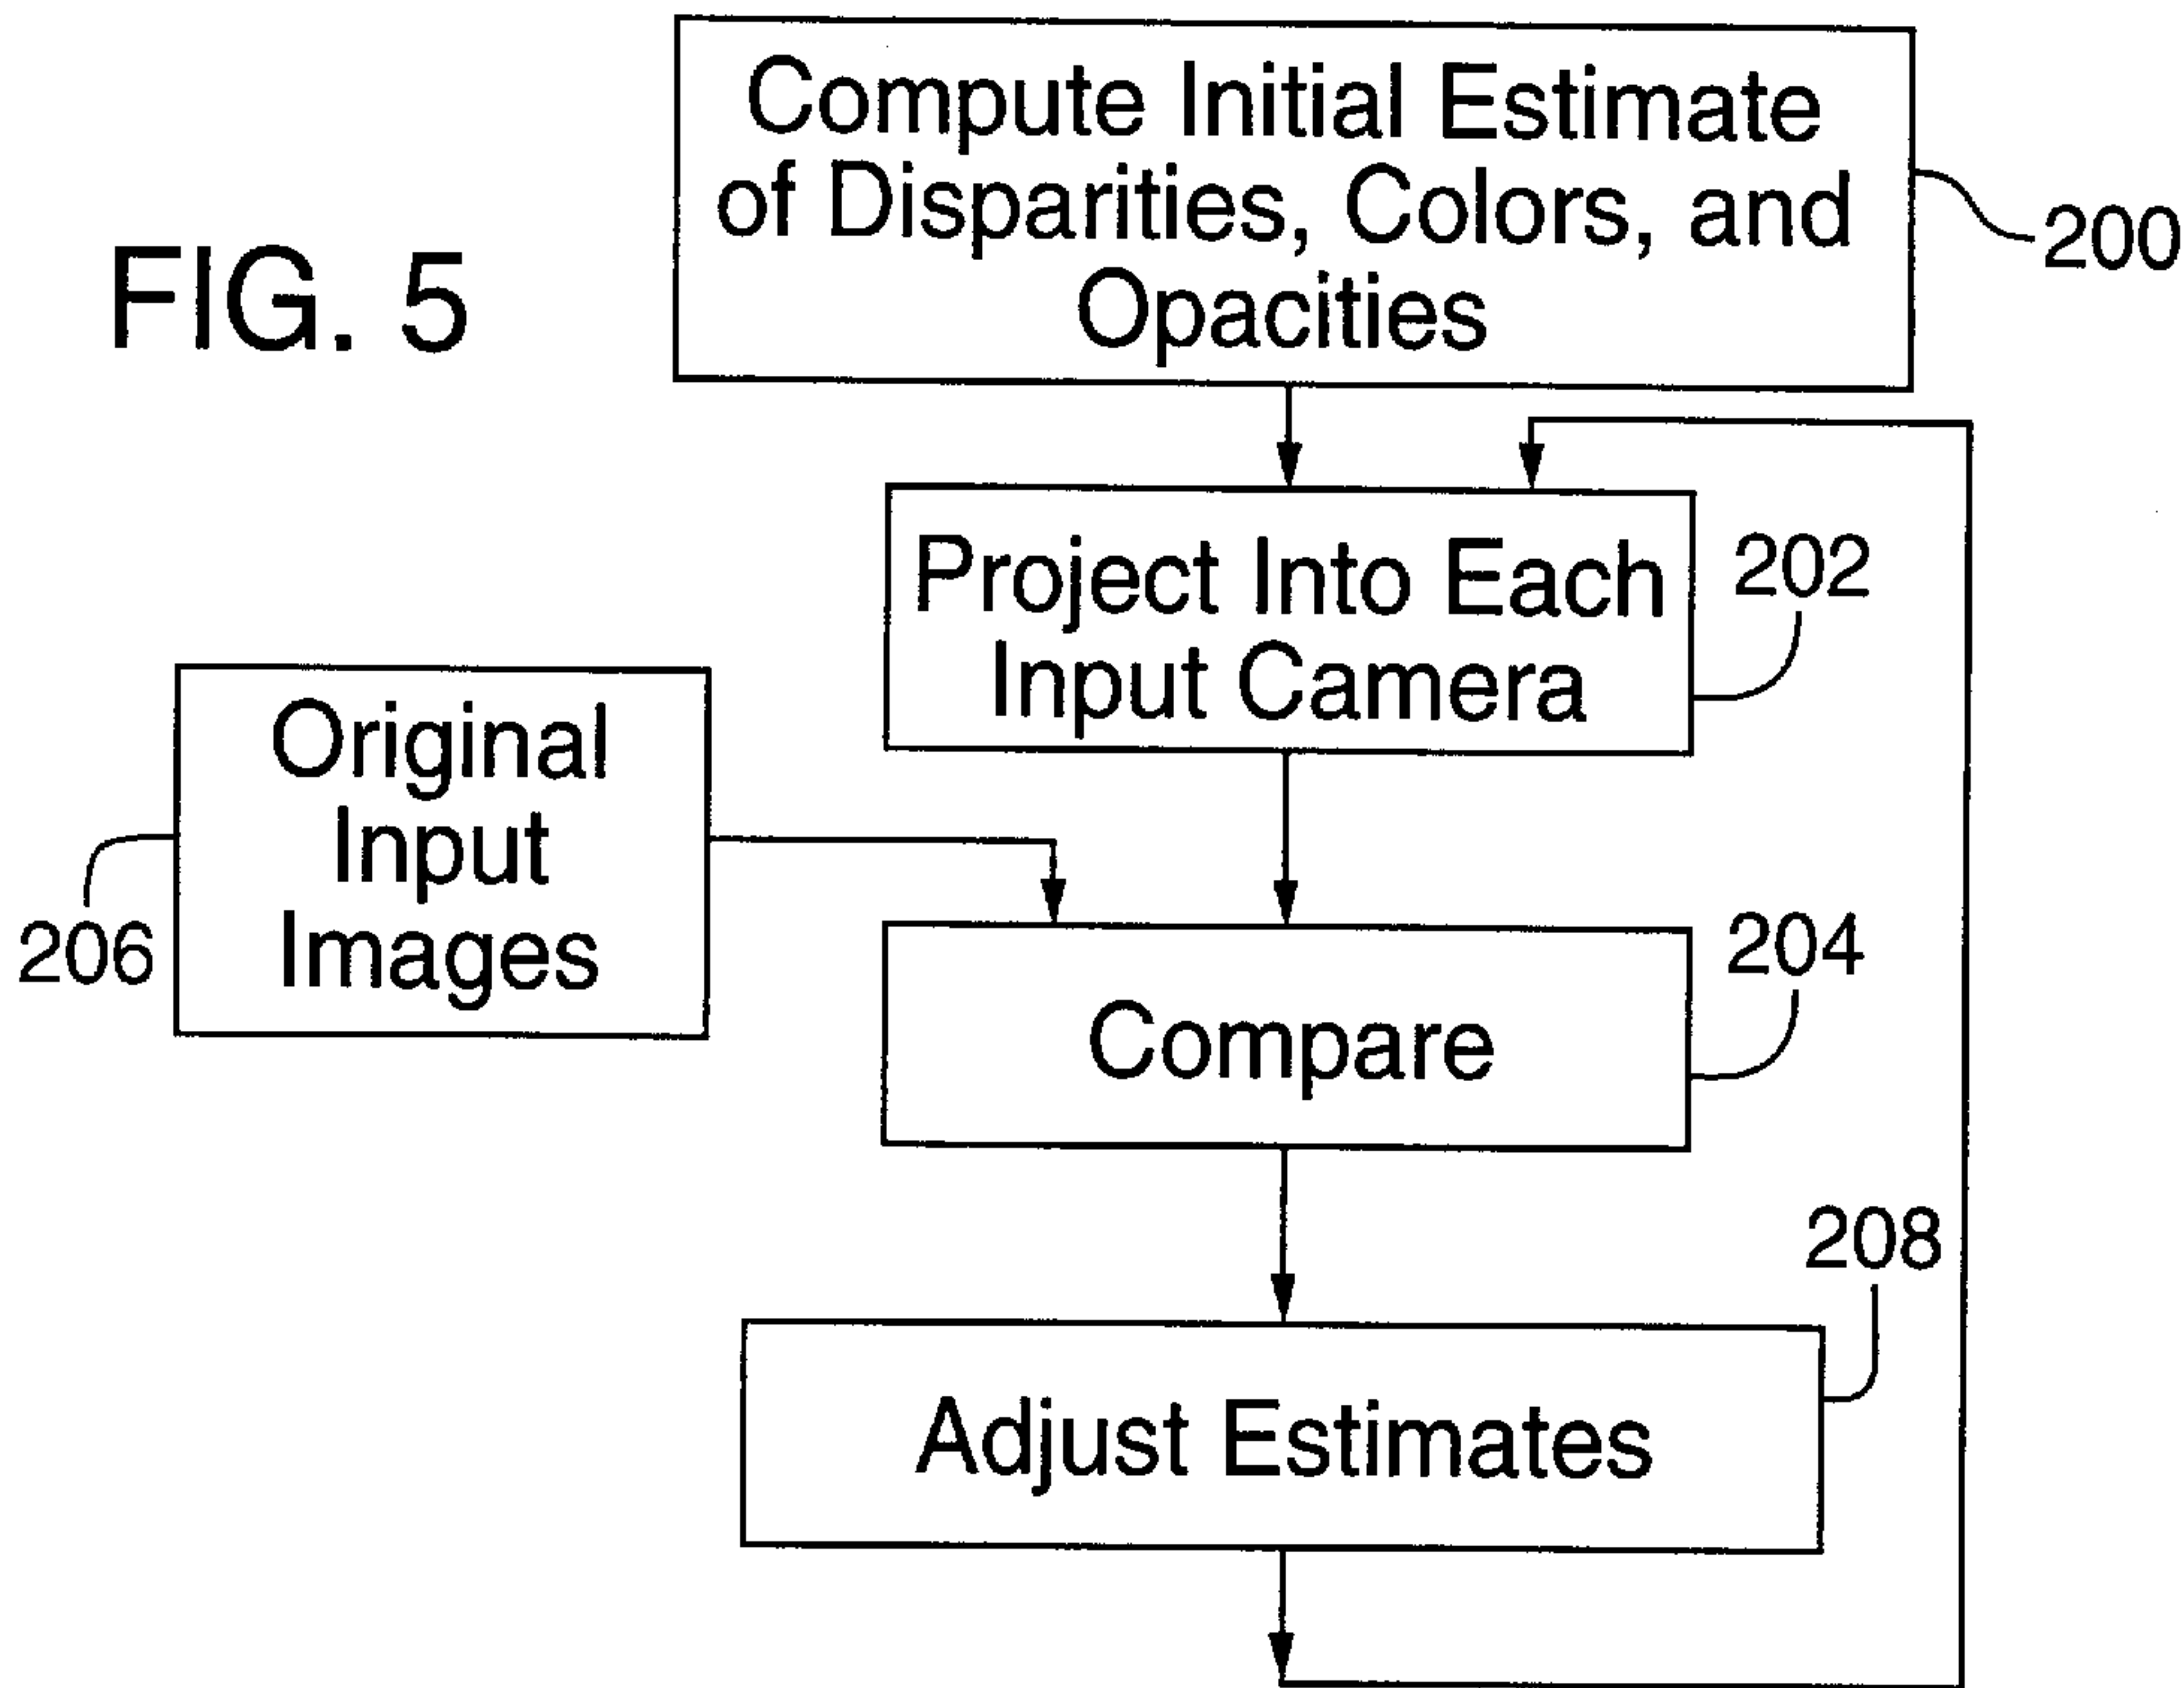 FIG. 5
Compute Initial Estimate
of Disparities, Colors, and
Opacities
200
Project Into Each
Input Camera
202
Original
Input
Images
206
Compare
204
208
Adjust Estimates